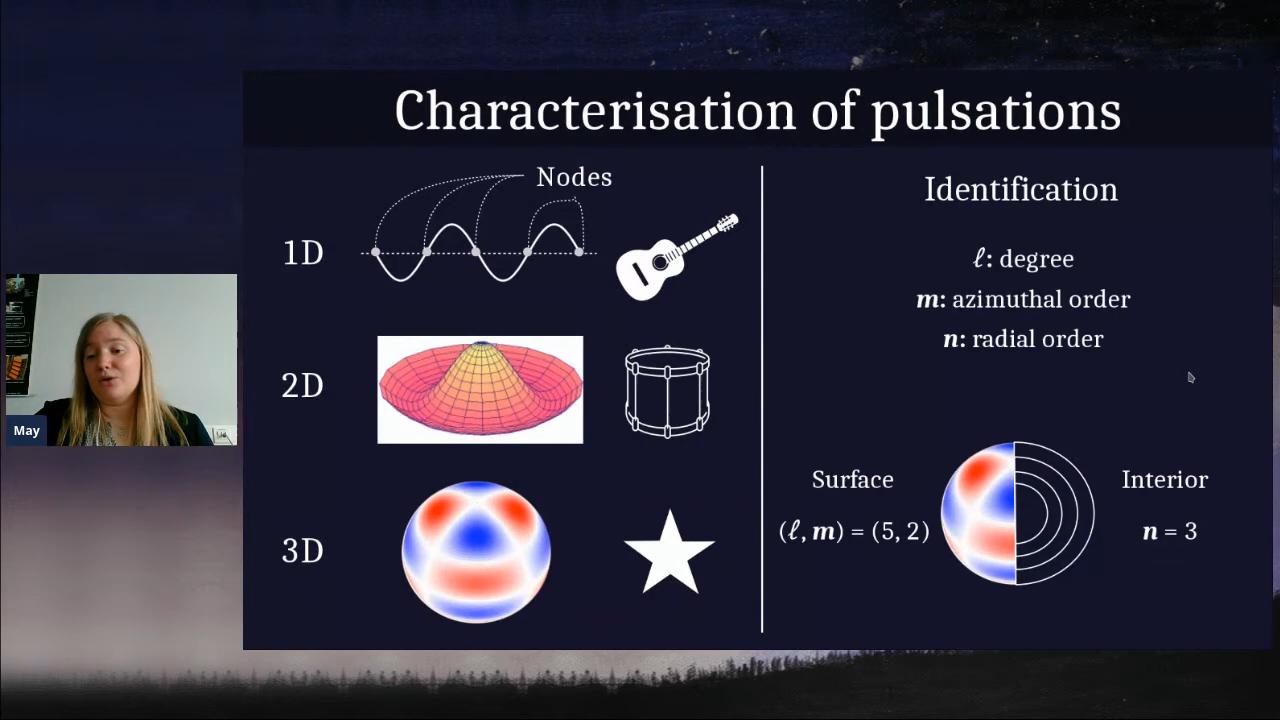 Characterisation of pulsations
Nodes
1D
2D
3D
Identification
ℓ: degree
m: azimuthal order
n: radial order
Surface
(ℓ, m) = (5, 2)
Interior
n = 3
May